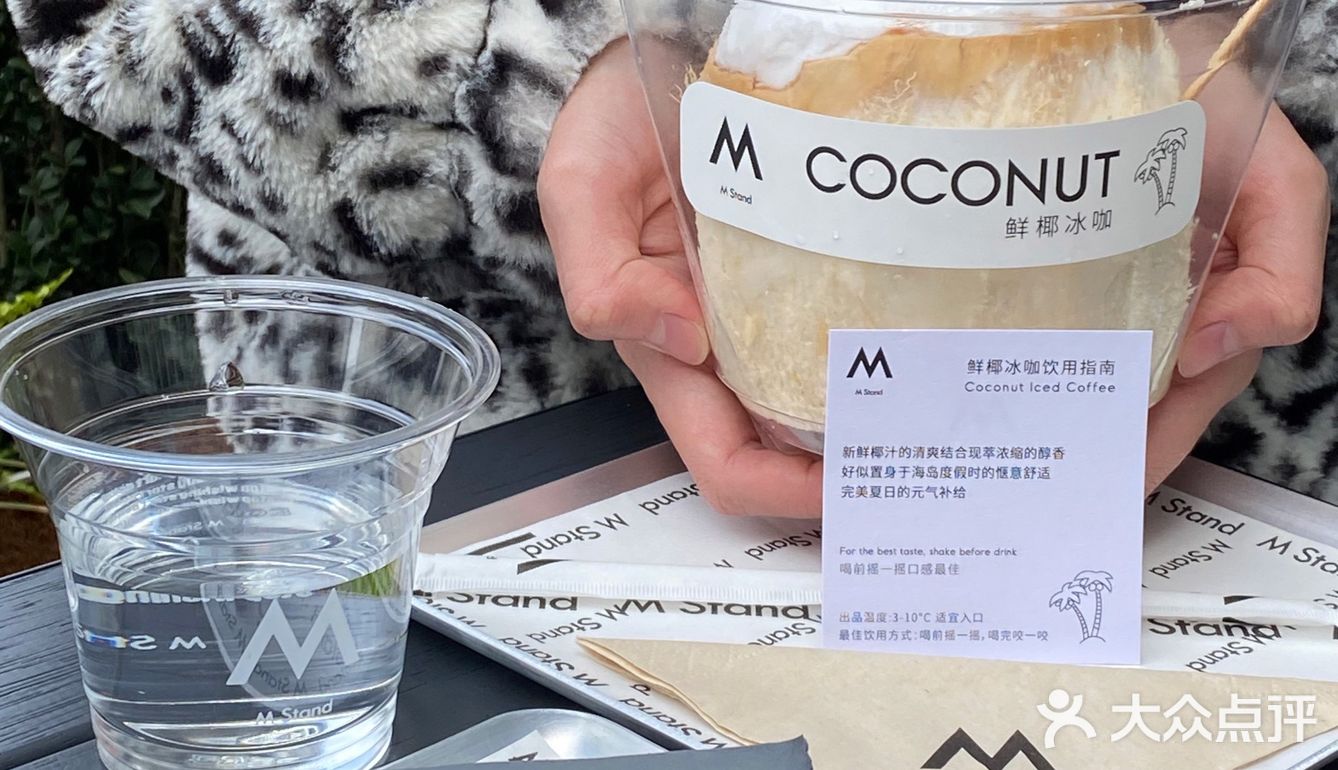 M
M Stand
COCONUT
鲜椰冰咖
M
M Stand
鲜椰冰咖饮用指南
Coconut Iced Coffee
新鲜椰汁的清爽结合现萃浓缩的醇香
好似置身于海岛度假时的惬意舒适
完美夏日的元气补给
For the best taste, shake before drink
喝前摇一摇口感最佳
出品温度:3-10°C 适宜入口
最佳饮用方式:喝前摇一摇,喝完咬一咬
M
M Stand
M Stand
M Stand
M Stand
M Stand
M Stand
M Stand
大众点评